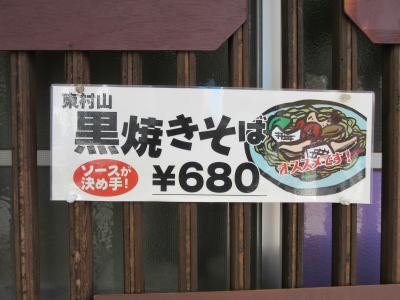 東村山
黒焼きそば
ソースが
決め手!
¥680
オススメです!